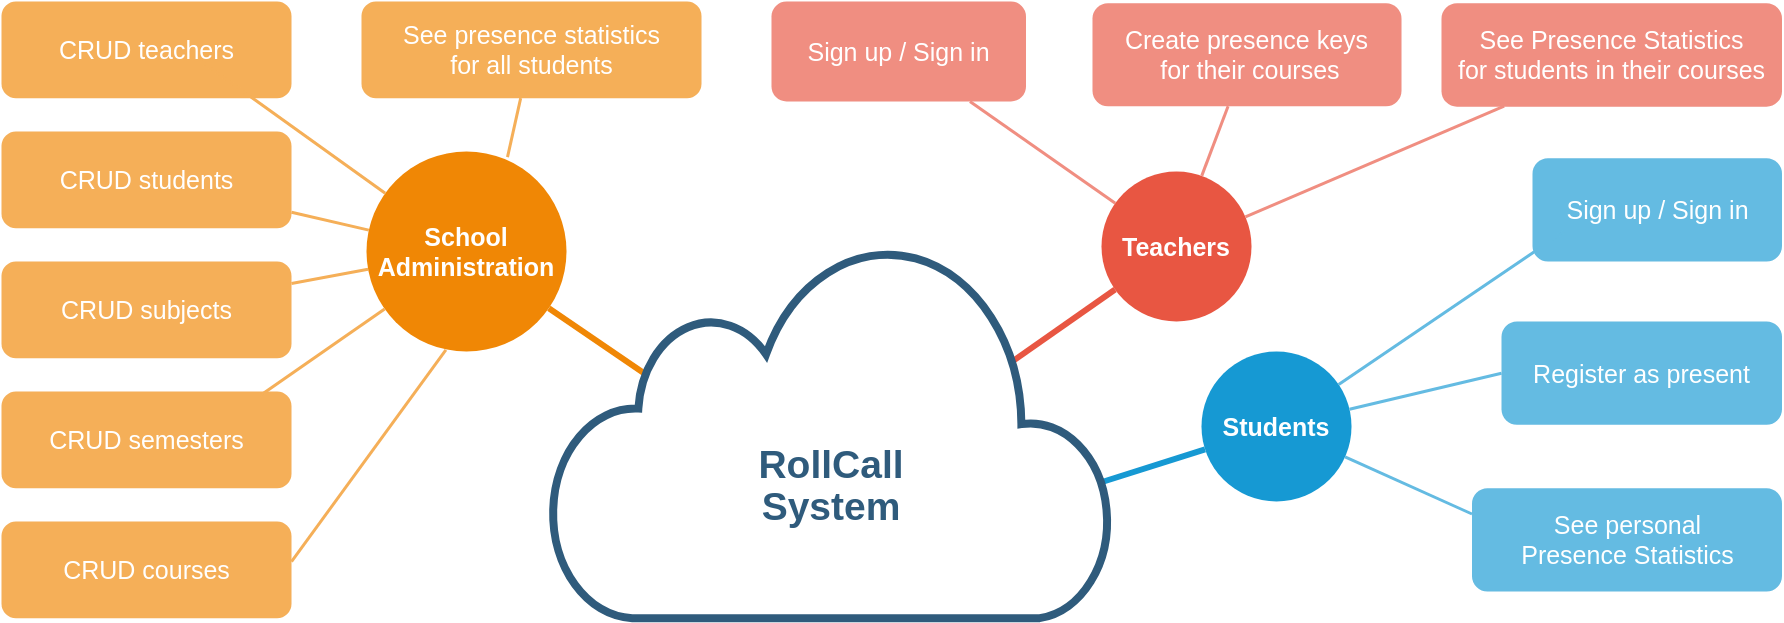 CRUD teachers
See presence statistics
for all students
Sign up / Sign in
Create presence keys
for their courses
See Presence Statistics
for students in their courses
CRUD students
Sign up / Sign in
School
Administration
Teachers
CRUD subjects
Register as present
CRUD semesters
Students
RollCall
System
See personal
Presence Statistics
CRUD courses